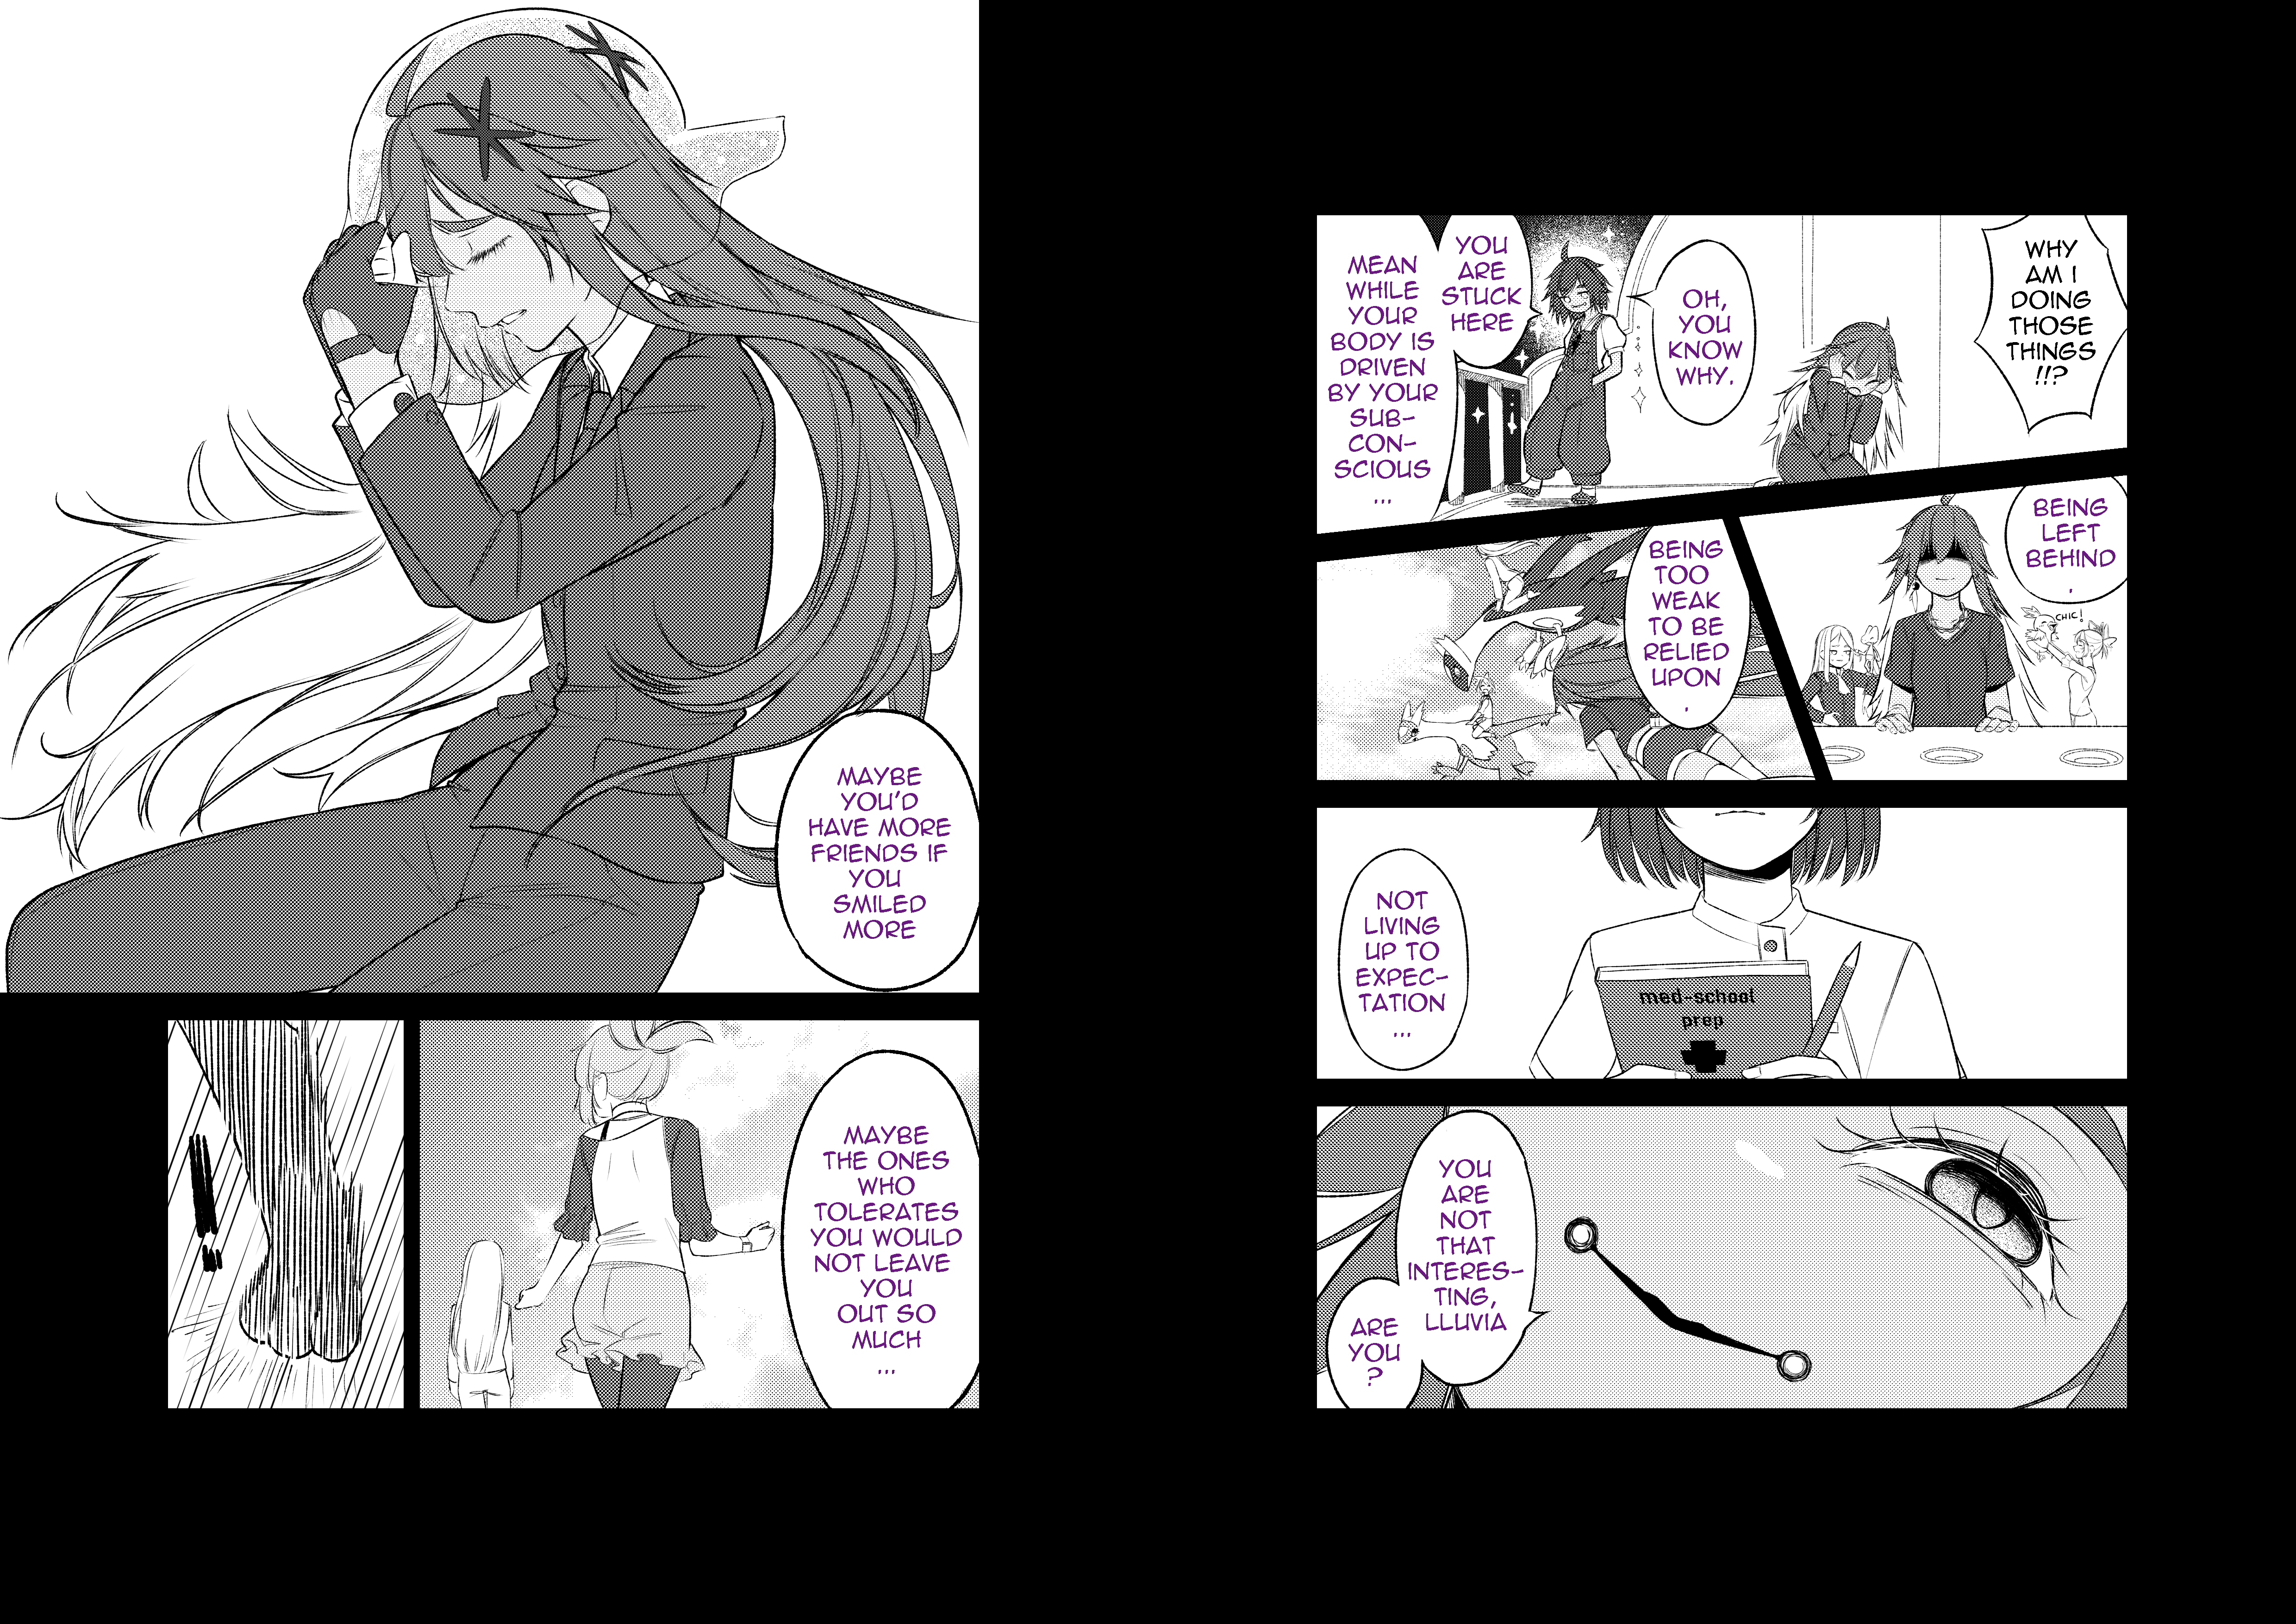 WHY
AM I
DOING
THOSE
THINGS
!!?
OH,
YOU
KNOW
WHY.
YOU
ARE
STUCK
HERE
MEAN
WHILE
YOUR
BODY IS
DRIVEN
BY YOUR
SUB-
CON-
SCIOUS
...
BEING
LEFT
BEHIND
,
CHIC!
BEING
TOO
WEAK
TO BE
RELIED
UPON
,
NOT
LIVING
UP TO
EXPEC-
TATION
...
med-school
prep
YOU
ARE
NOT
THAT
INTERES-
TING,
LLUVIA
ARE
YOU
?
MAYBE
YOU'D
HAVE MORE
FRIENDS IF
YOU
SMILED
MORE
MAYBE
THE ONES
WHO
TOLERATES
YOU WOULD
NOT LEAVE
YOU
OUT SO
MUCH
...